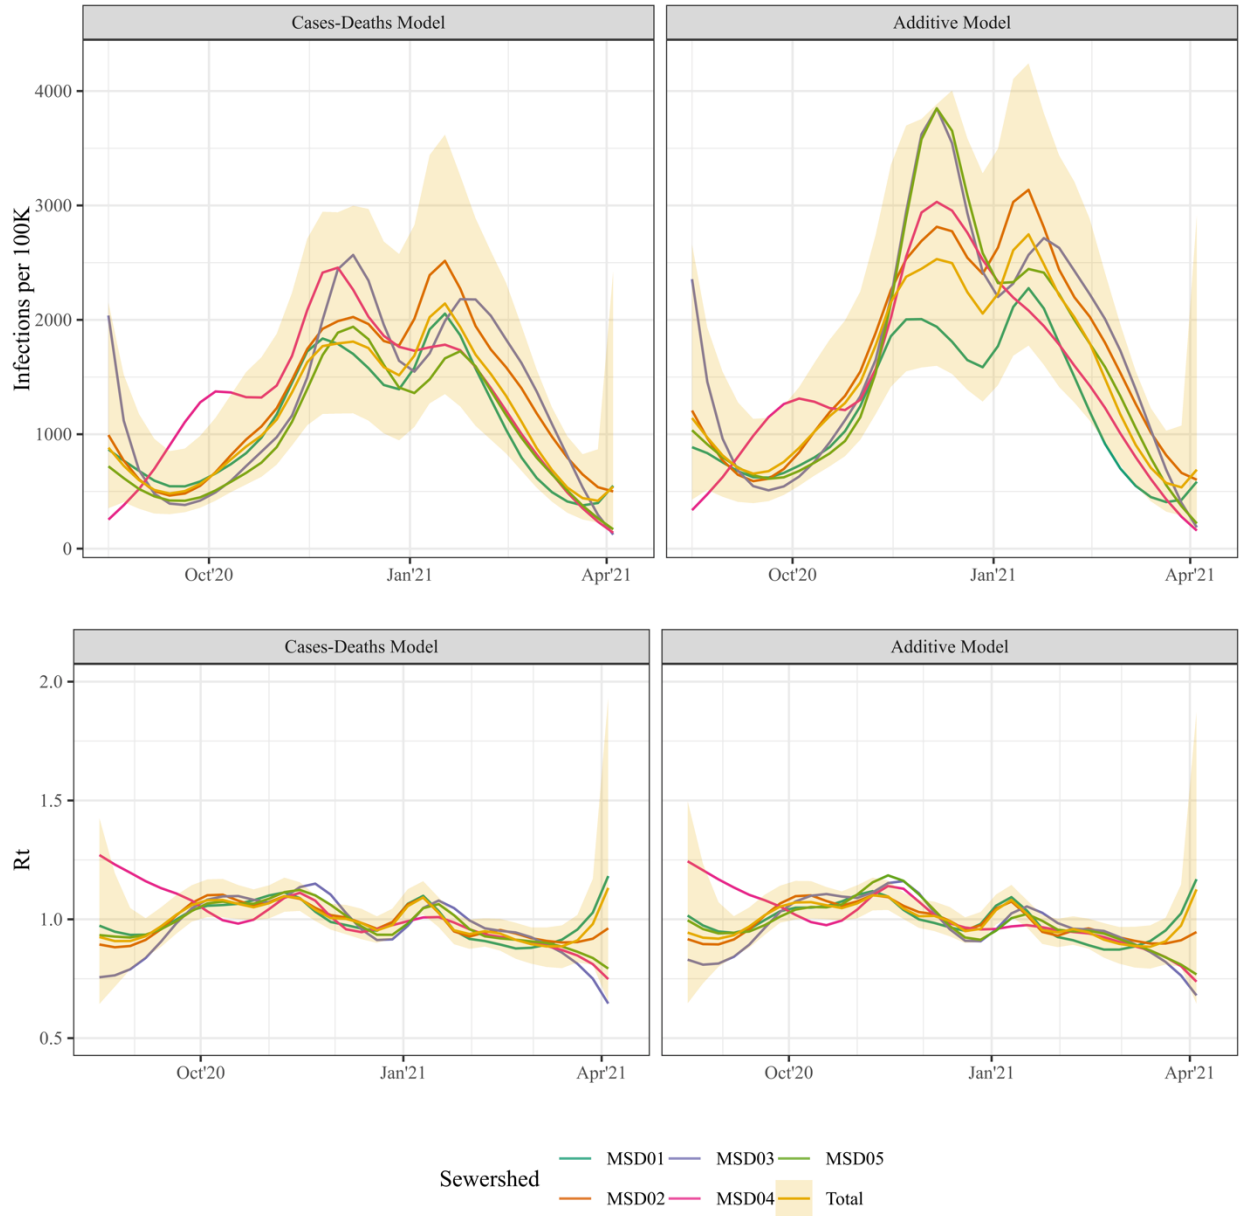 Cases-Deaths Model Additive Model
Infections per 100K
4000
3000
2000
1000
0
Oct'20 Jan'21 Apr'21 Oct'20 Jan'21 Apr'21
Cases-Deaths Model Additive Model
Rt
2.0
1.5
1.0
0.5
Oct'20 Jan'21 Apr'21 Oct'20 Jan'21 Apr'21
Sewershed
MSD01 MSD03 MSD05
MSD02 MSD04 Total